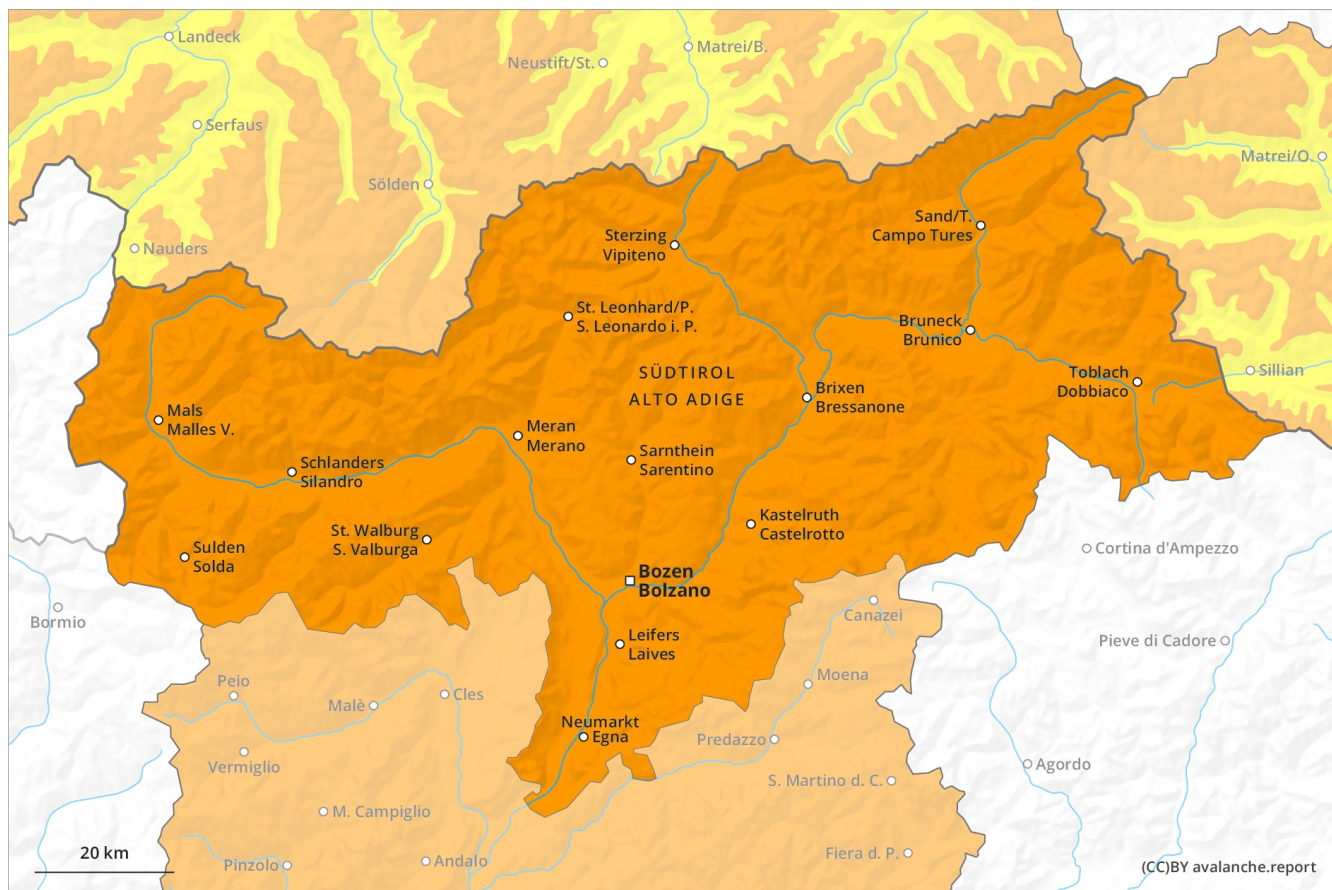 Landeck
Matrei/B.
Neustift/St.
Serfaus
Matrei/O.
Sölden
Sand/T.
Campo Tures
Sterzing
Vipiteno
Nauders
St. Leonhard/P.
S. Leonardo i. P.
Bruneck
Brunico
SÜDTIROL
ALTO ADIGE
Toblach
Dobbiaco
Sillian
Brixen
Bressanone
Mals
Malles V.
Meran
Merano
Sarnthein
Sarentino
Schlanders
Silandro
Kastelruth
Castelrotto
St. Walburg
S. Valburga
Sulden
Solda
Cortina d'Ampezzo
Bozen
Bolzano
Bormio
Canazei
Leifers
Laives
Pieve di Cadore
Moena
Peio
Malè
Cles
Neumarkt
Egna
Predazzo
Vermiglio
Agordo
S. Martino d. C.
M. Campiglio
20 km
Pinzolo
Andalo
Fiera d. P.
(CC)BY avalanche.report